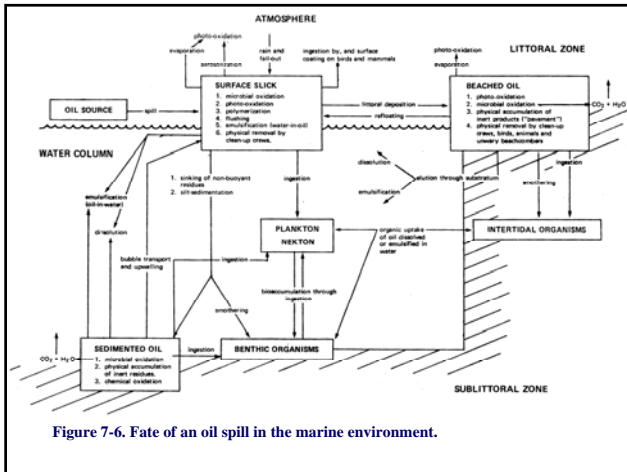 ATMOSPHERE
LITTORAL ZONE
photo-oxidation
evaporation
aerosolization
rain and
fall-out
ingestion by, and surface
coating on birds and mammals
photo-oxidation
evaporation
OIL SOURCE
spill
SURFACE SLICK
1. microbial oxidation
2. photo-oxidation
3. polymerization
4. flushing
5. emulsification (water-in-oil)
6. physical removal by
clean-up crews.
littoral deposition
refloating
BEACHED OIL
1. photo-oxidation
2. microbial oxidation
3. physical accumulation of
inert products ("pavement")
4. physical removal by clean-up
crews, birds, animals and
unwary beachcombers
CO2 + H2O
WATER COLUMN
emulsification
(oil-in-water)
dissolution
1. sinking of non-buoyant
residues
2. silt-sedimentation
ingestion
dissolution
emulsification
elution through substratum
smothering
ingestion
PLANKTON
NEKTON
organic uptake
of oil dissolved
or emulsified in
water
INTERTIDAL ORGANISMS
bubble transport
and upwelling
ingestion
bioaccumulation through
ingestion
smothering
CO2 + H2O
SEDIMENTED OIL
1. microbial oxidation
2. physical accumulation
of inert residues.
3. chemical oxidation
ingestion
BENTHIC ORGANISMS
SUBLITTORAL ZONE
Figure 7-6. Fate of an oil spill in the marine environment.